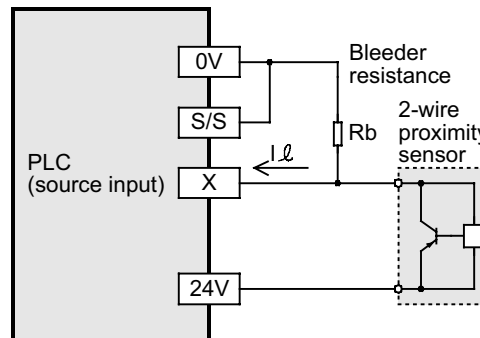 0V
Bleeder
resistance
S/S
2-wire
proximity
sensor
Rb
Iℓ
PLC
(source input)
X
24V